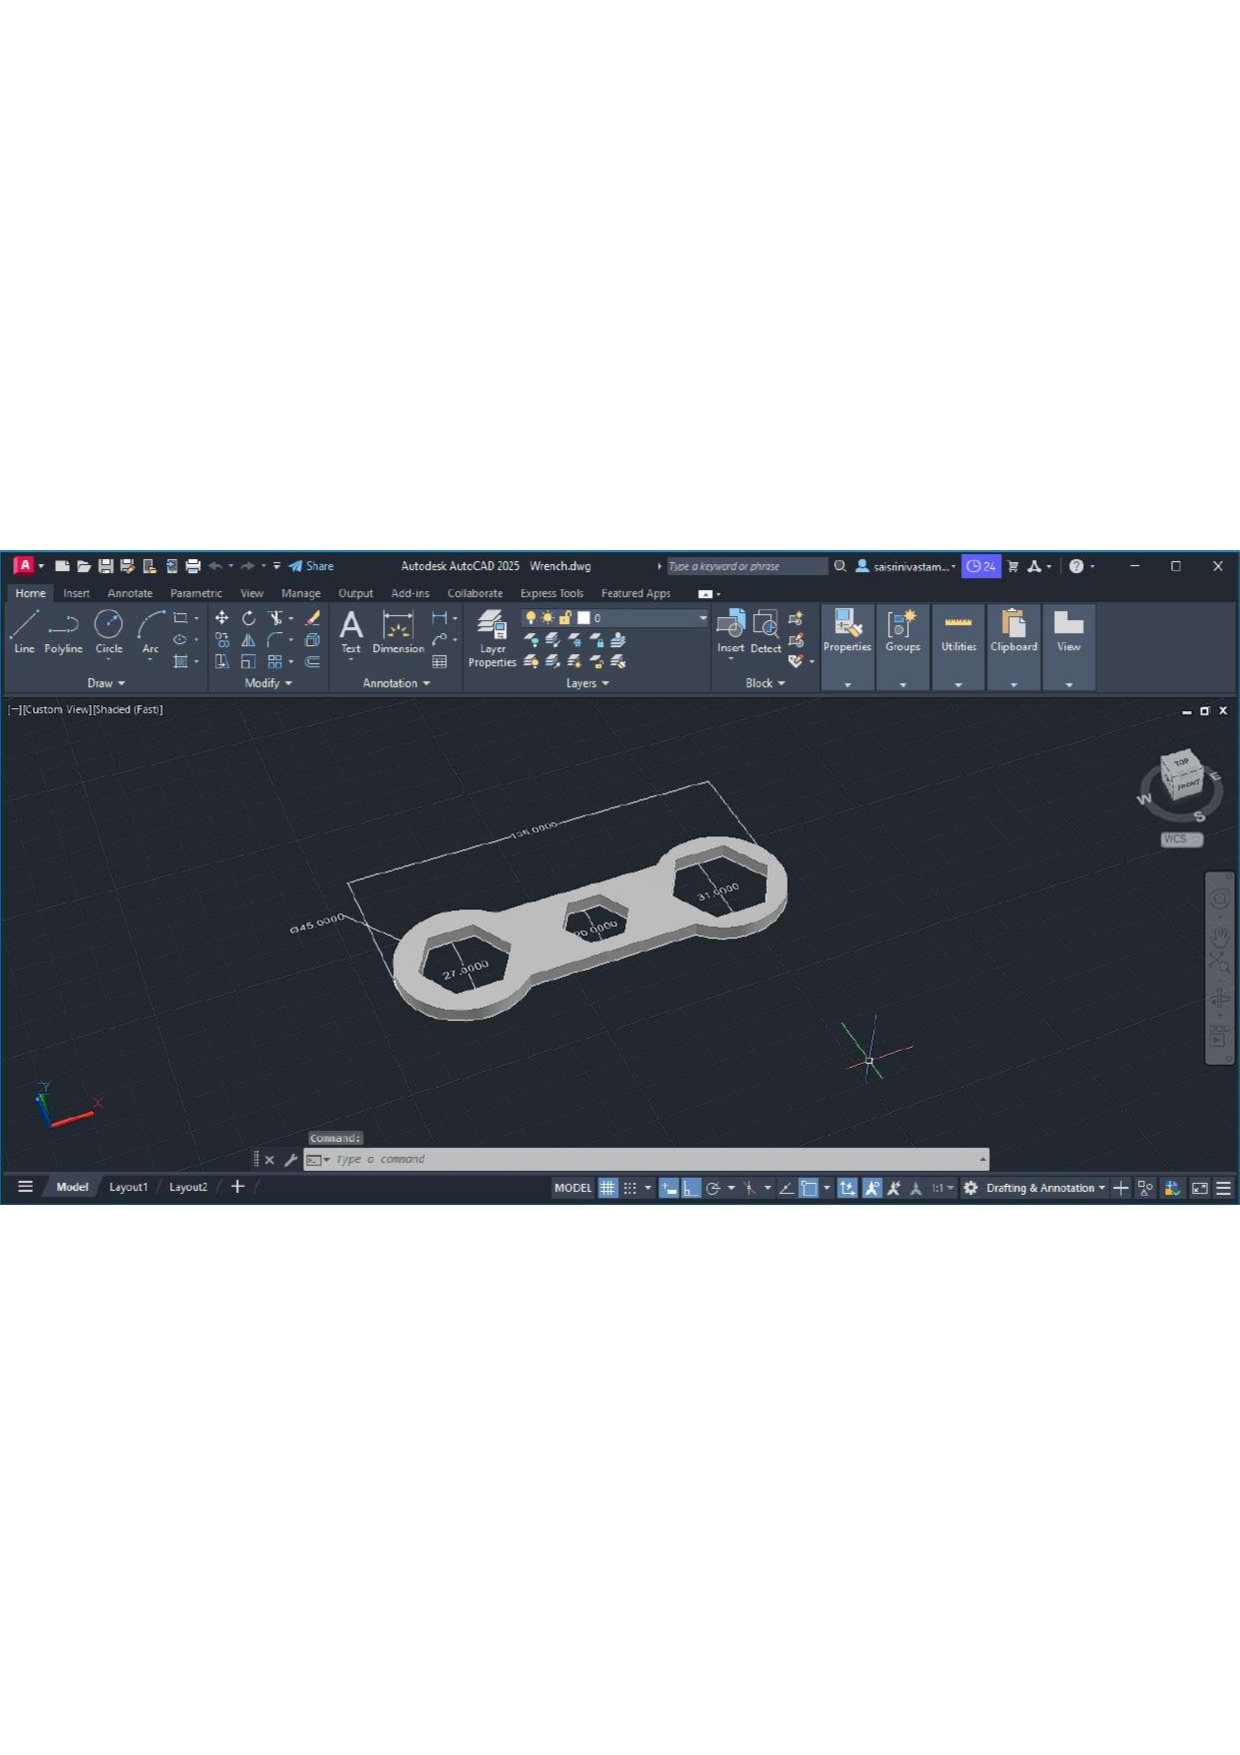 A Share Autodesk AutoCAD 2025 Wrench.dwg Type a keyword or phrase saisrinivastam... 24
Home Insert Annotate Parametric View Manage Output Add-ins Collaborate Express Tools Featured Apps
0
Line Polyline Circle Arc Text Dimension Layer Properties Insert Detect Properties Groups Utilities Clipboard View
Draw Modify Annotation Layers Block
[−][Custom View][Shaded (Fast)]
TOP
FRONT
W S E
WCS
135.0000
Ø45.0000
31.0000
20.0000
27.0000
Y
X
Command:
Type a command
Model Layout1 Layout2 + MODEL 1:1 Drafting & Annotation